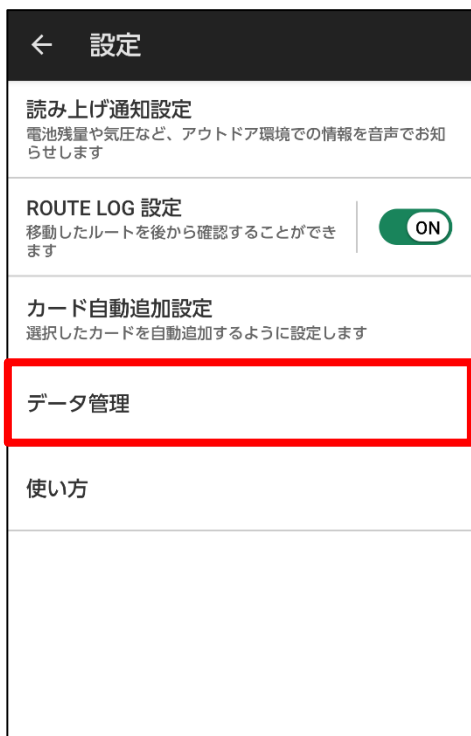 ← 設定
読み上げ通知設定
電池残量や気圧など、アウトドア環境での情報を音声でお知
らせします
ROUTE LOG 設定
移動したルートを後から確認することができ
ます
ON
カード自動追加設定
選択したカードを自動追加するように設定します
データ管理
使い方